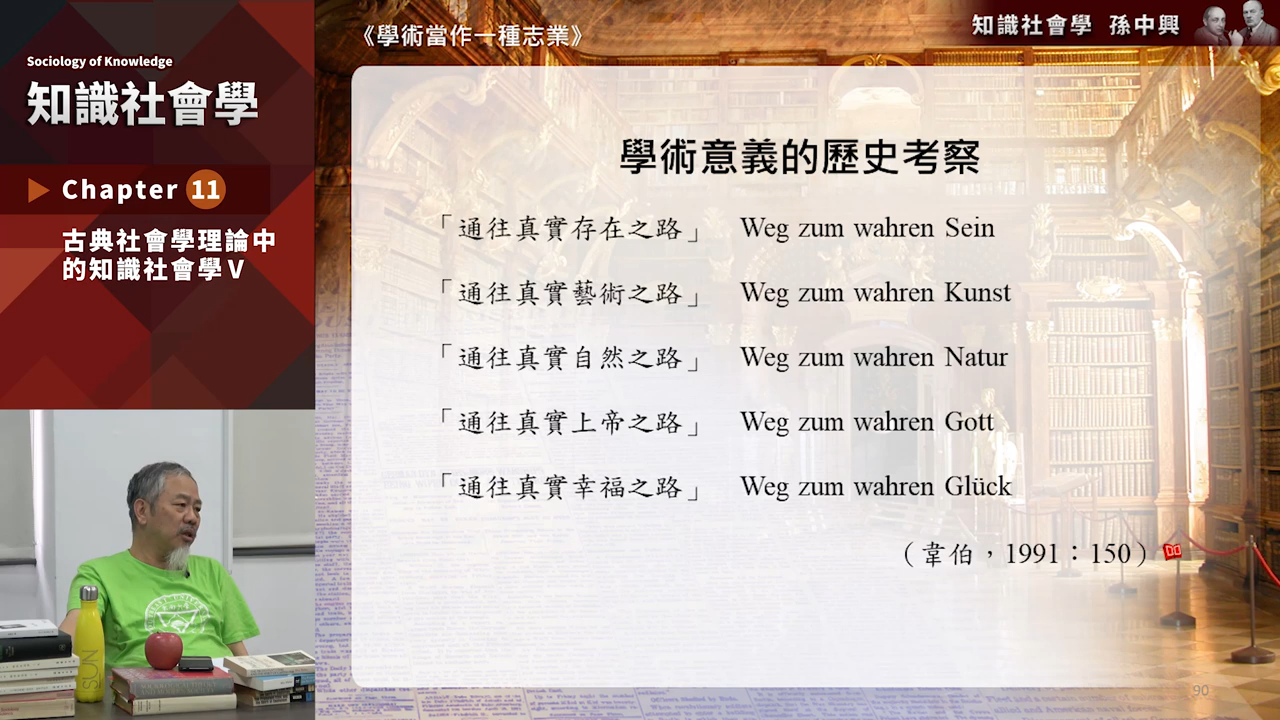 Sociology of Knowledge
知識社會學
Chapter 11
古典社會學理論中
的知識社會學 V
《學術當作一種志業》
知識社會學 孫中興
學術意義的歷史考察
「通往真實存在之路」 Weg zum wahren Sein
「通往真實藝術之路」 Weg zum wahren Kunst
「通往真實自然之路」 Weg zum wahren Natur
「通往真實上帝之路」 Weg zum wahren Gott
「通往真實幸福之路」 Weg zum wahren Glück
（韋伯，1991：150）
90
SUN